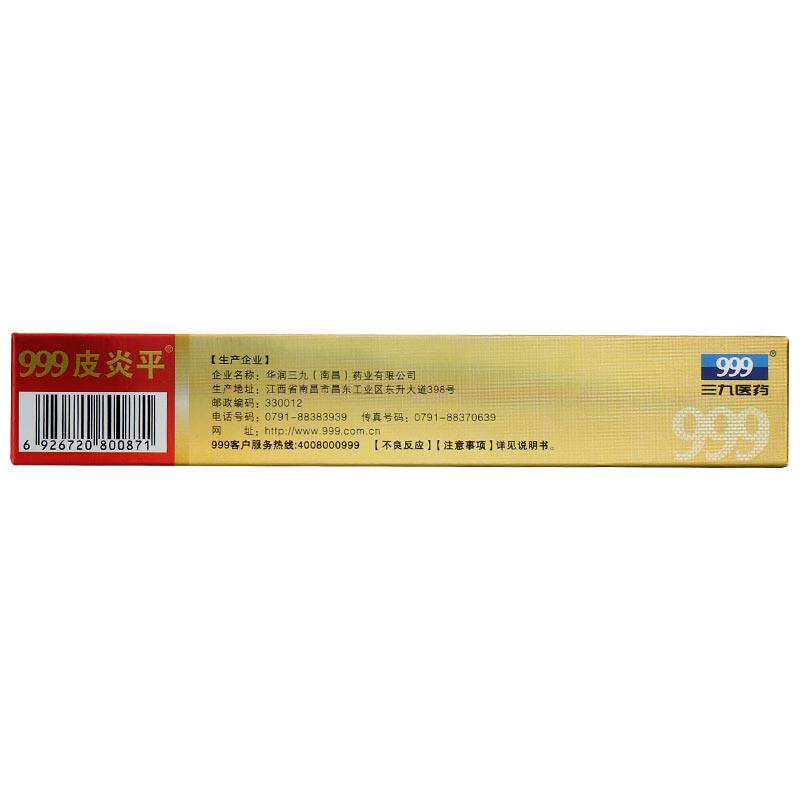 999皮炎平®
6 926720 800871
【生产企业】
企业名称：华润三九（南昌）药业有限公司
生产地址：江西省南昌市昌东工业区东升大道398号
邮政编码：330012
电话号码：0791-88383939 传真号码：0791-88370639
网 址：http://www.999.com.cn
999客户服务热线:4008000999 【不良反应】【注意事项】详见说明书。
999®
三九医药
999